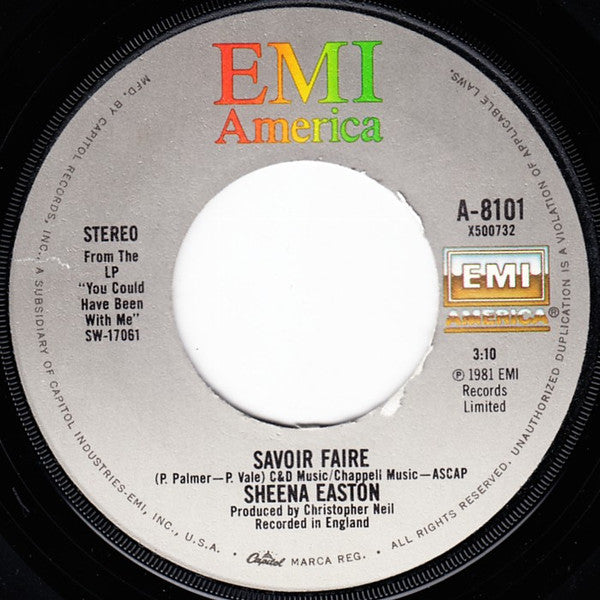 EMI
America
STEREO
From The
LP
"You Could
Have Been
With Me"
SW-17061
A-8101
X500732
EMI
AMERICA®
3:10
℗ 1981 EMI
Records
Limited
SAVOIR FAIRE
(P. Palmer—P. Vale) C&D Music/Chappell Music—ASCAP
SHEENA EASTON
Produced by Christopher Neil
Recorded in England
MFD. BY CAPITOL RECORDS, INC., A SUBSIDIARY OF CAPITOL INDUSTRIES-EMI, INC., U.S.A. • Capitol MARCA REG. • ALL RIGHTS RESERVED. UNAUTHORIZED DUPLICATION IS A VIOLATION OF APPLICABLE LAWS.